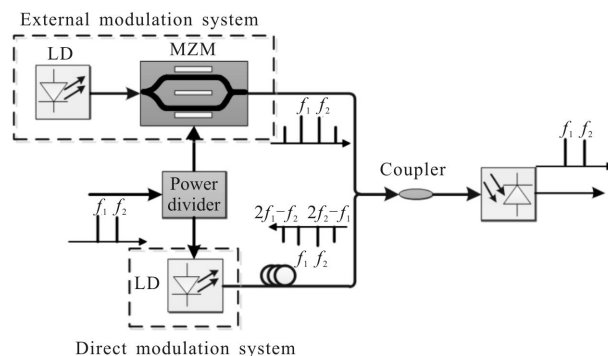 External modulation system
LD
MZM
f₁ f₂
f₁ f₂
Coupler
Power
divider
f₁ f₂
2f₁−f₂ 2f₂−f₁
f₁ f₂
LD
Direct modulation system